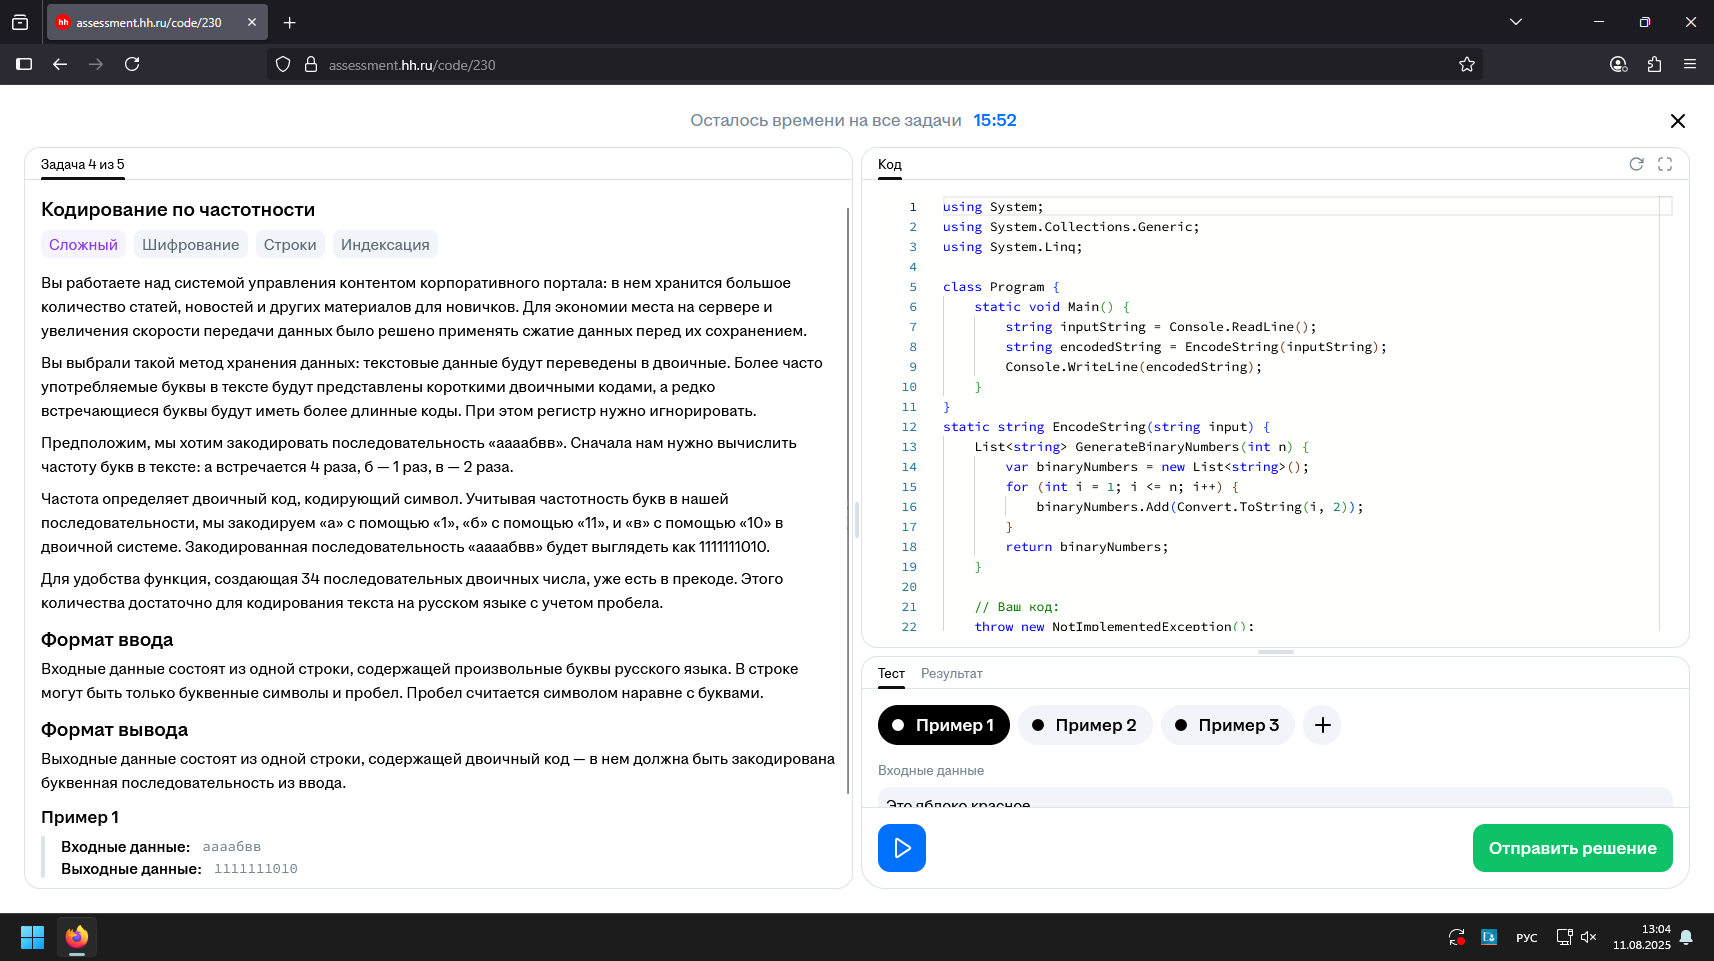 assessment.hh.ru/code/230
assessment.hh.ru/code/230
Осталось времени на все задачи 15:52
Задача 4 из 5
Кодирование по частотности
Сложный Шифрование Строки Индексация
Вы работаете над системой управления контентом корпоративного портала: в нем хранится большое
количество статей, новостей и других материалов для новичков. Для экономии места на сервере и
увеличения скорости передачи данных было решено применять сжатие данных перед их сохранением.
Вы выбрали такой метод хранения данных: текстовые данные будут переведены в двоичные. Более часто
употребляемые буквы в тексте будут представлены короткими двоичными кодами, а редко
встречающиеся буквы будут иметь более длинные коды. При этом регистр нужно игнорировать.
Предположим, мы хотим закодировать последовательность «аааабвв». Сначала нам нужно вычислить
частоту букв в тексте: а встречается 4 раза, б — 1 раз, в — 2 раза.
Частота определяет двоичный код, кодирующий символ. Учитывая частотность букв в нашей
последовательности, мы закодируем «а» с помощью «1», «б» с помощью «11», и «в» с помощью «10» в
двоичной системе. Закодированная последовательность «аааабвв» будет выглядеть как 1111111010.
Для удобства функция, создающая 34 последовательных двоичных числа, уже есть в прекоде. Этого
количества достаточно для кодирования текста на русском языке с учетом пробела.
Формат ввода
Входные данные состоят из одной строки, содержащей произвольные буквы русского языка. В строке
могут быть только буквенные символы и пробел. Пробел считается символом наравне с буквами.
Формат вывода
Выходные данные состоят из одной строки, содержащей двоичный код — в нем должна быть закодирована
буквенная последовательность из ввода.
Пример 1
Входные данные: аааабвв
Выходные данные: 1111111010
Код
1 using System;
2 using System.Collections.Generic;
3 using System.Linq;
4
5 class Program {
6 static void Main() {
7 string inputString = Console.ReadLine();
8 string encodedString = EncodeString(inputString);
9 Console.WriteLine(encodedString);
10 }
11 }
12 static string EncodeString(string input) {
13 List<string> GenerateBinaryNumbers(int n) {
14 var binaryNumbers = new List<string>();
15 for (int i = 1; i <= n; i++) {
16 binaryNumbers.Add(Convert.ToString(i, 2));
17 }
18 return binaryNumbers;
19 }
20
21 // Ваш код:
22 throw new NotImplementedException();
Тест Результат
Пример 1 Пример 2 Пример 3
Входные данные
Это яблоко красное
Отправить решение
РУС
13:04
11.08.2025